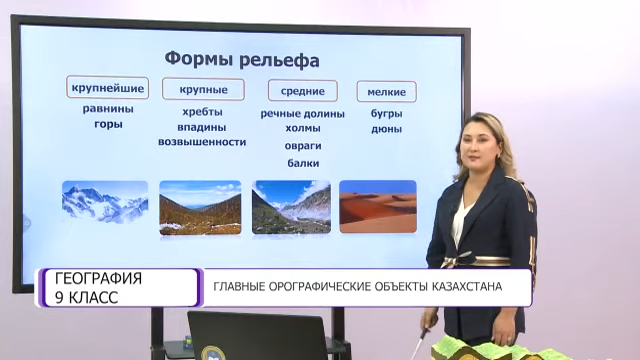 Формы рельефа
крупнейшие
равнины
горы
крупные
хребты
впадины
возвышенности
средние
речные долины
холмы
овраги
балки
мелкие
бугры
дюны
ГЕОГРАФИЯ
9 КЛАСС
ГЛАВНЫЕ ОРОГРАФИЧЕСКИЕ ОБЪЕКТЫ КАЗАХСТАНА